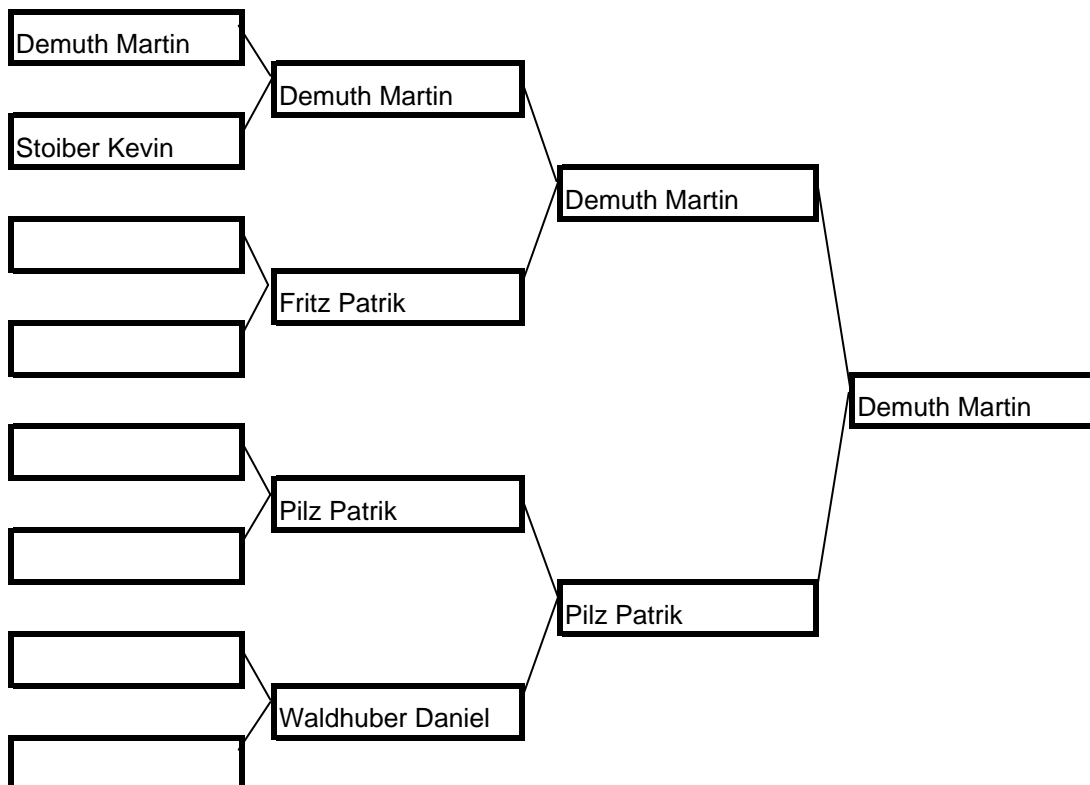 Demuth Martin
Stoiber Kevin
Demuth Martin
Fritz Patrik
Pilz Patrik
Waldhuber Daniel
Demuth Martin
Pilz Patrik
Demuth Martin